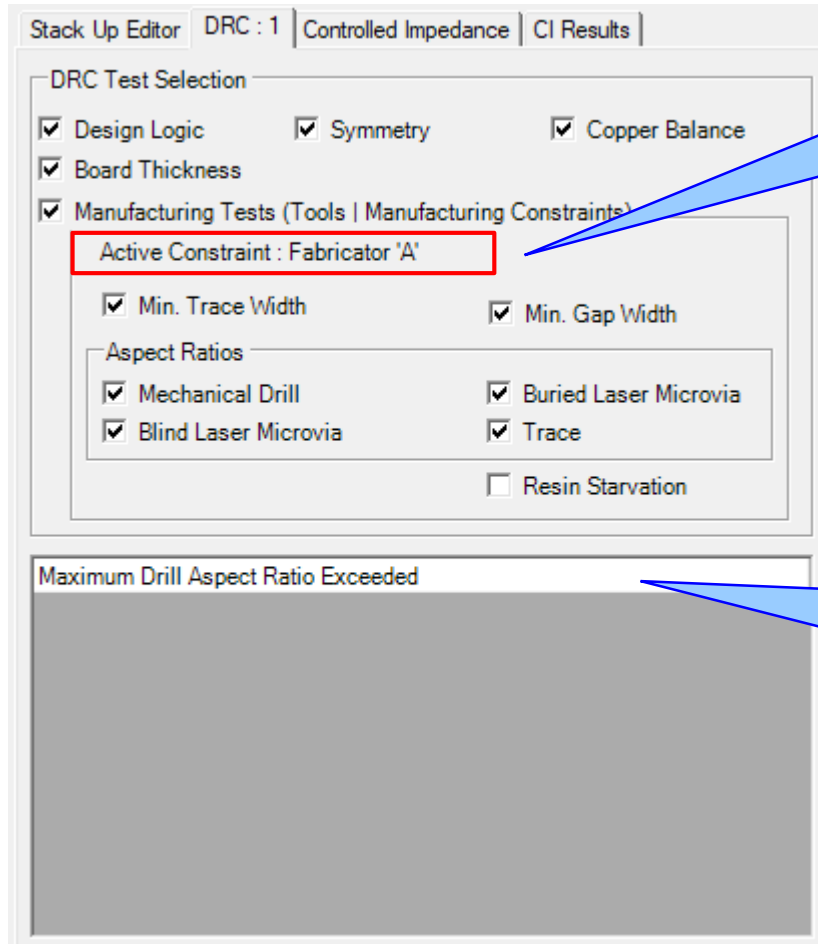 Stack Up Editor DRC : 1 Controlled Impedance CI Results
DRC Test Selection
Design Logic Symmetry Copper Balance
Board Thickness
Manufacturing Tests (Tools | Manufacturing Constraints)
Active Constraint : Fabricator 'A'
Min. Trace Width Min. Gap Width
Aspect Ratios
Mechanical Drill Buried Laser Microvia
Blind Laser Microvia Trace
Resin Starvation
Maximum Drill Aspect Ratio Exceeded